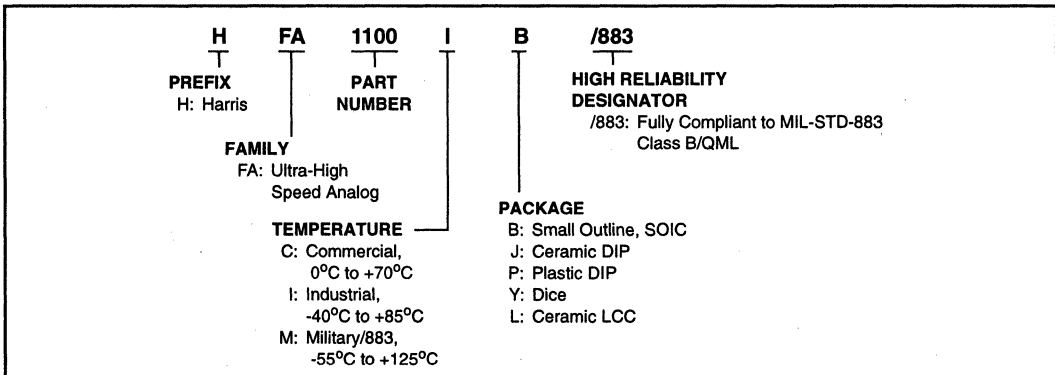 H FA 1100 I B /883
PREFIX
H: Harris
PART
NUMBER
HIGH RELIABILITY
DESIGNATOR
/883: Fully Compliant to MIL-STD-883
Class B/QML
FAMILY
FA: Ultra-High
Speed Analog
TEMPERATURE
C: Commercial,
0°C to +70°C
I: Industrial,
-40°C to +85°C
M: Military/883,
-55°C to +125°C
PACKAGE
B: Small Outline, SOIC
J: Ceramic DIP
P: Plastic DIP
Y: Dice
L: Ceramic LCC